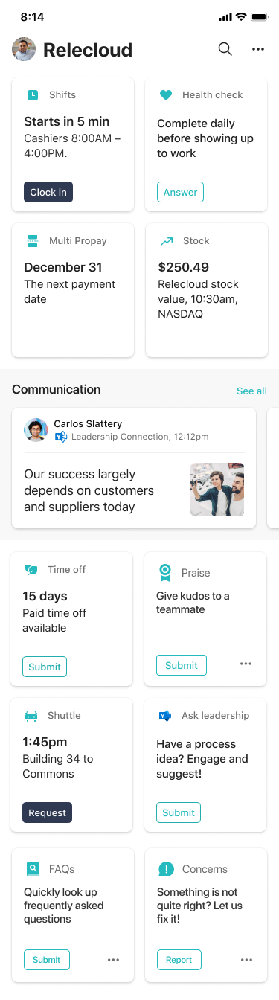 8:14
Relecloud
Shifts
Starts in 5 min
Cashiers 8:00AM –
4:00PM.
Clock in
Health check
Complete daily
before showing up
to work
Answer
Multi Propay
December 31
The next payment
date
Stock
$250.49
Relecloud stock
value, 10:30am,
NASDAQ
Communication
See all
Carlos Slattery
Leadership Connection, 12:12pm
Our success largely
depends on customers
and suppliers today
Time off
15 days
Paid time off
available
Submit
Praise
Give kudos to a
teammate
Submit
Shuttle
1:45pm
Building 34 to
Commons
Request
Ask leadership
Have a process
idea? Engage and
suggest!
Submit
FAQs
Quickly look up
frequently asked
questions
Submit
Concerns
Something is not
quite right? Let us
fix it!
Report